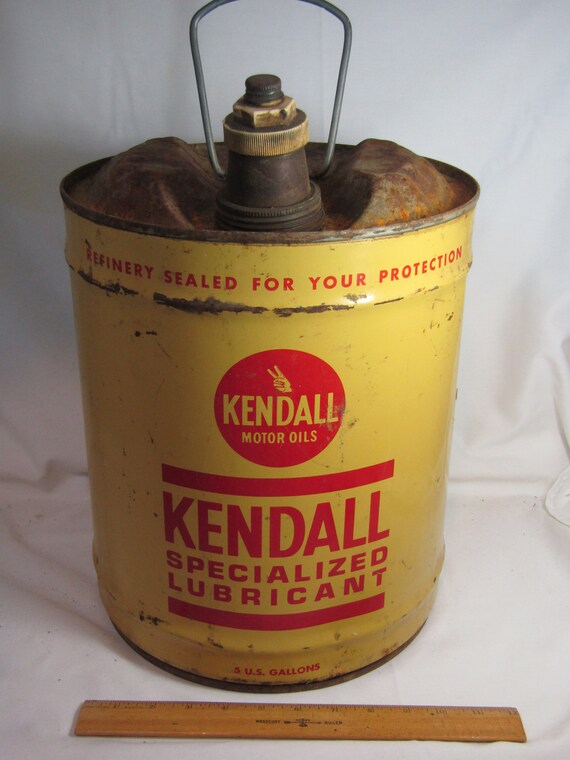 REFINERY SEALED FOR YOUR PROTECTION
KENDALL
MOTOR OILS
KENDALL
SPECIALIZED
LUBRICANT
5 U.S. GALLONS